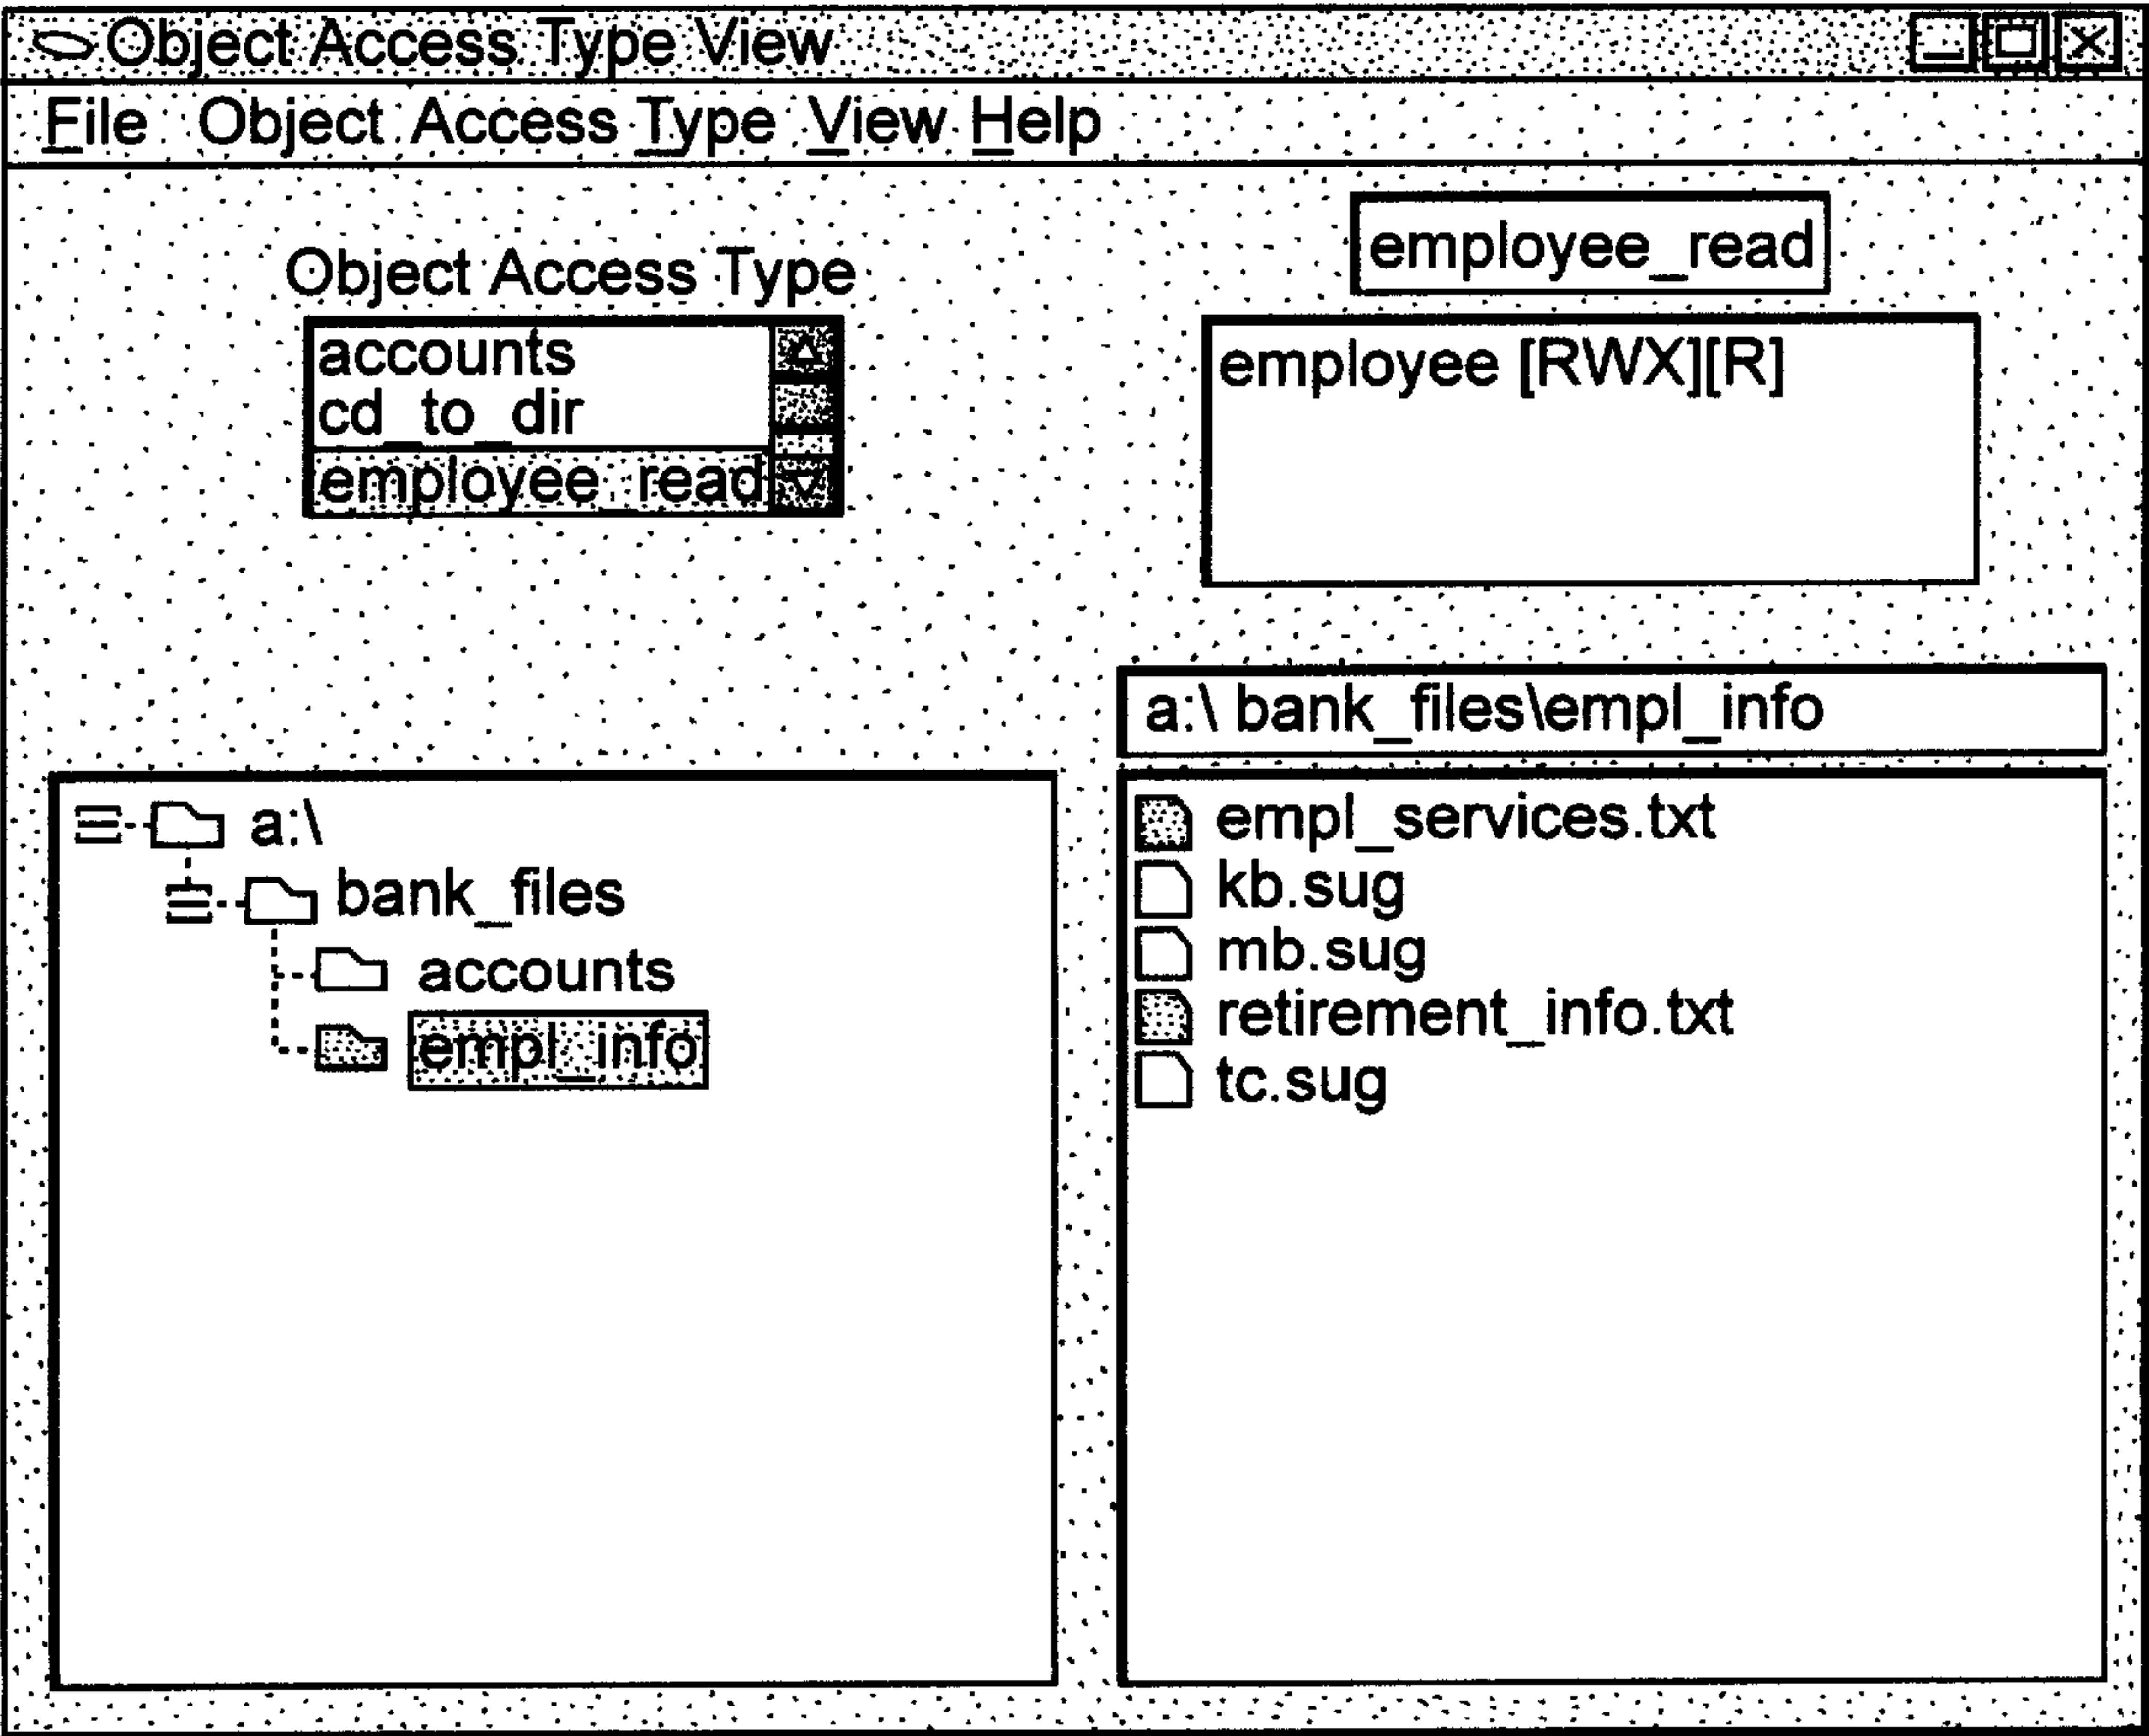 Object Access Type View
File Object Access Type View Help
Object Access Type
accounts
cd_to_dir
employee_read
employee_read
employee [RWX][R]
a:\
bank_files
accounts
empl_info
a:\ bank_files\empl_info
empl_services.txt
kb.sug
mb.sug
retirement_info.txt
tc.sug